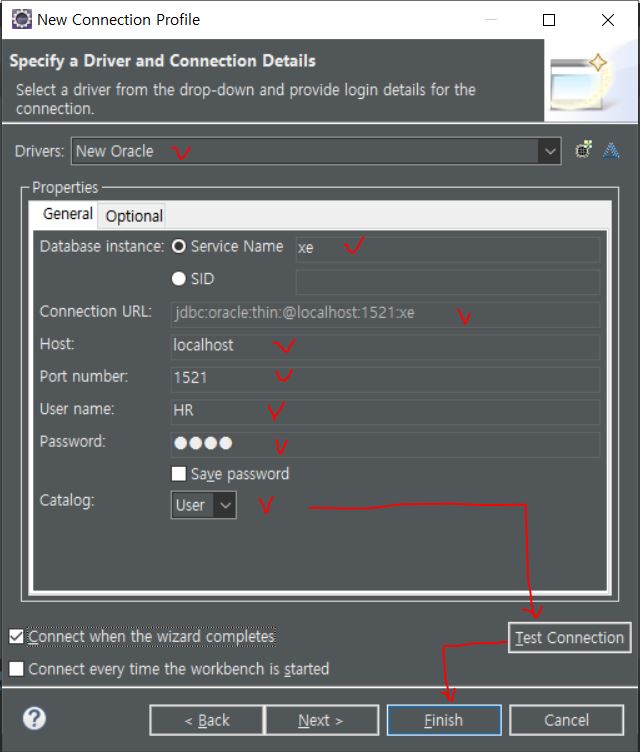 New Connection Profile
Specify a Driver and Connection Details
Select a driver from the drop-down and provide login details for the
connection.
Drivers: New Oracle
Properties
General Optional
Database instance: Service Name xe
SID
Connection URL: jdbc:oracle:thin:@localhost:1521:xe
Host: localhost
Port number: 1521
User name: HR
Password: ●●●●
Save password
Catalog: User
Connect when the wizard completes
Test Connection
Connect every time the workbench is started
? < Back Next > Finish Cancel